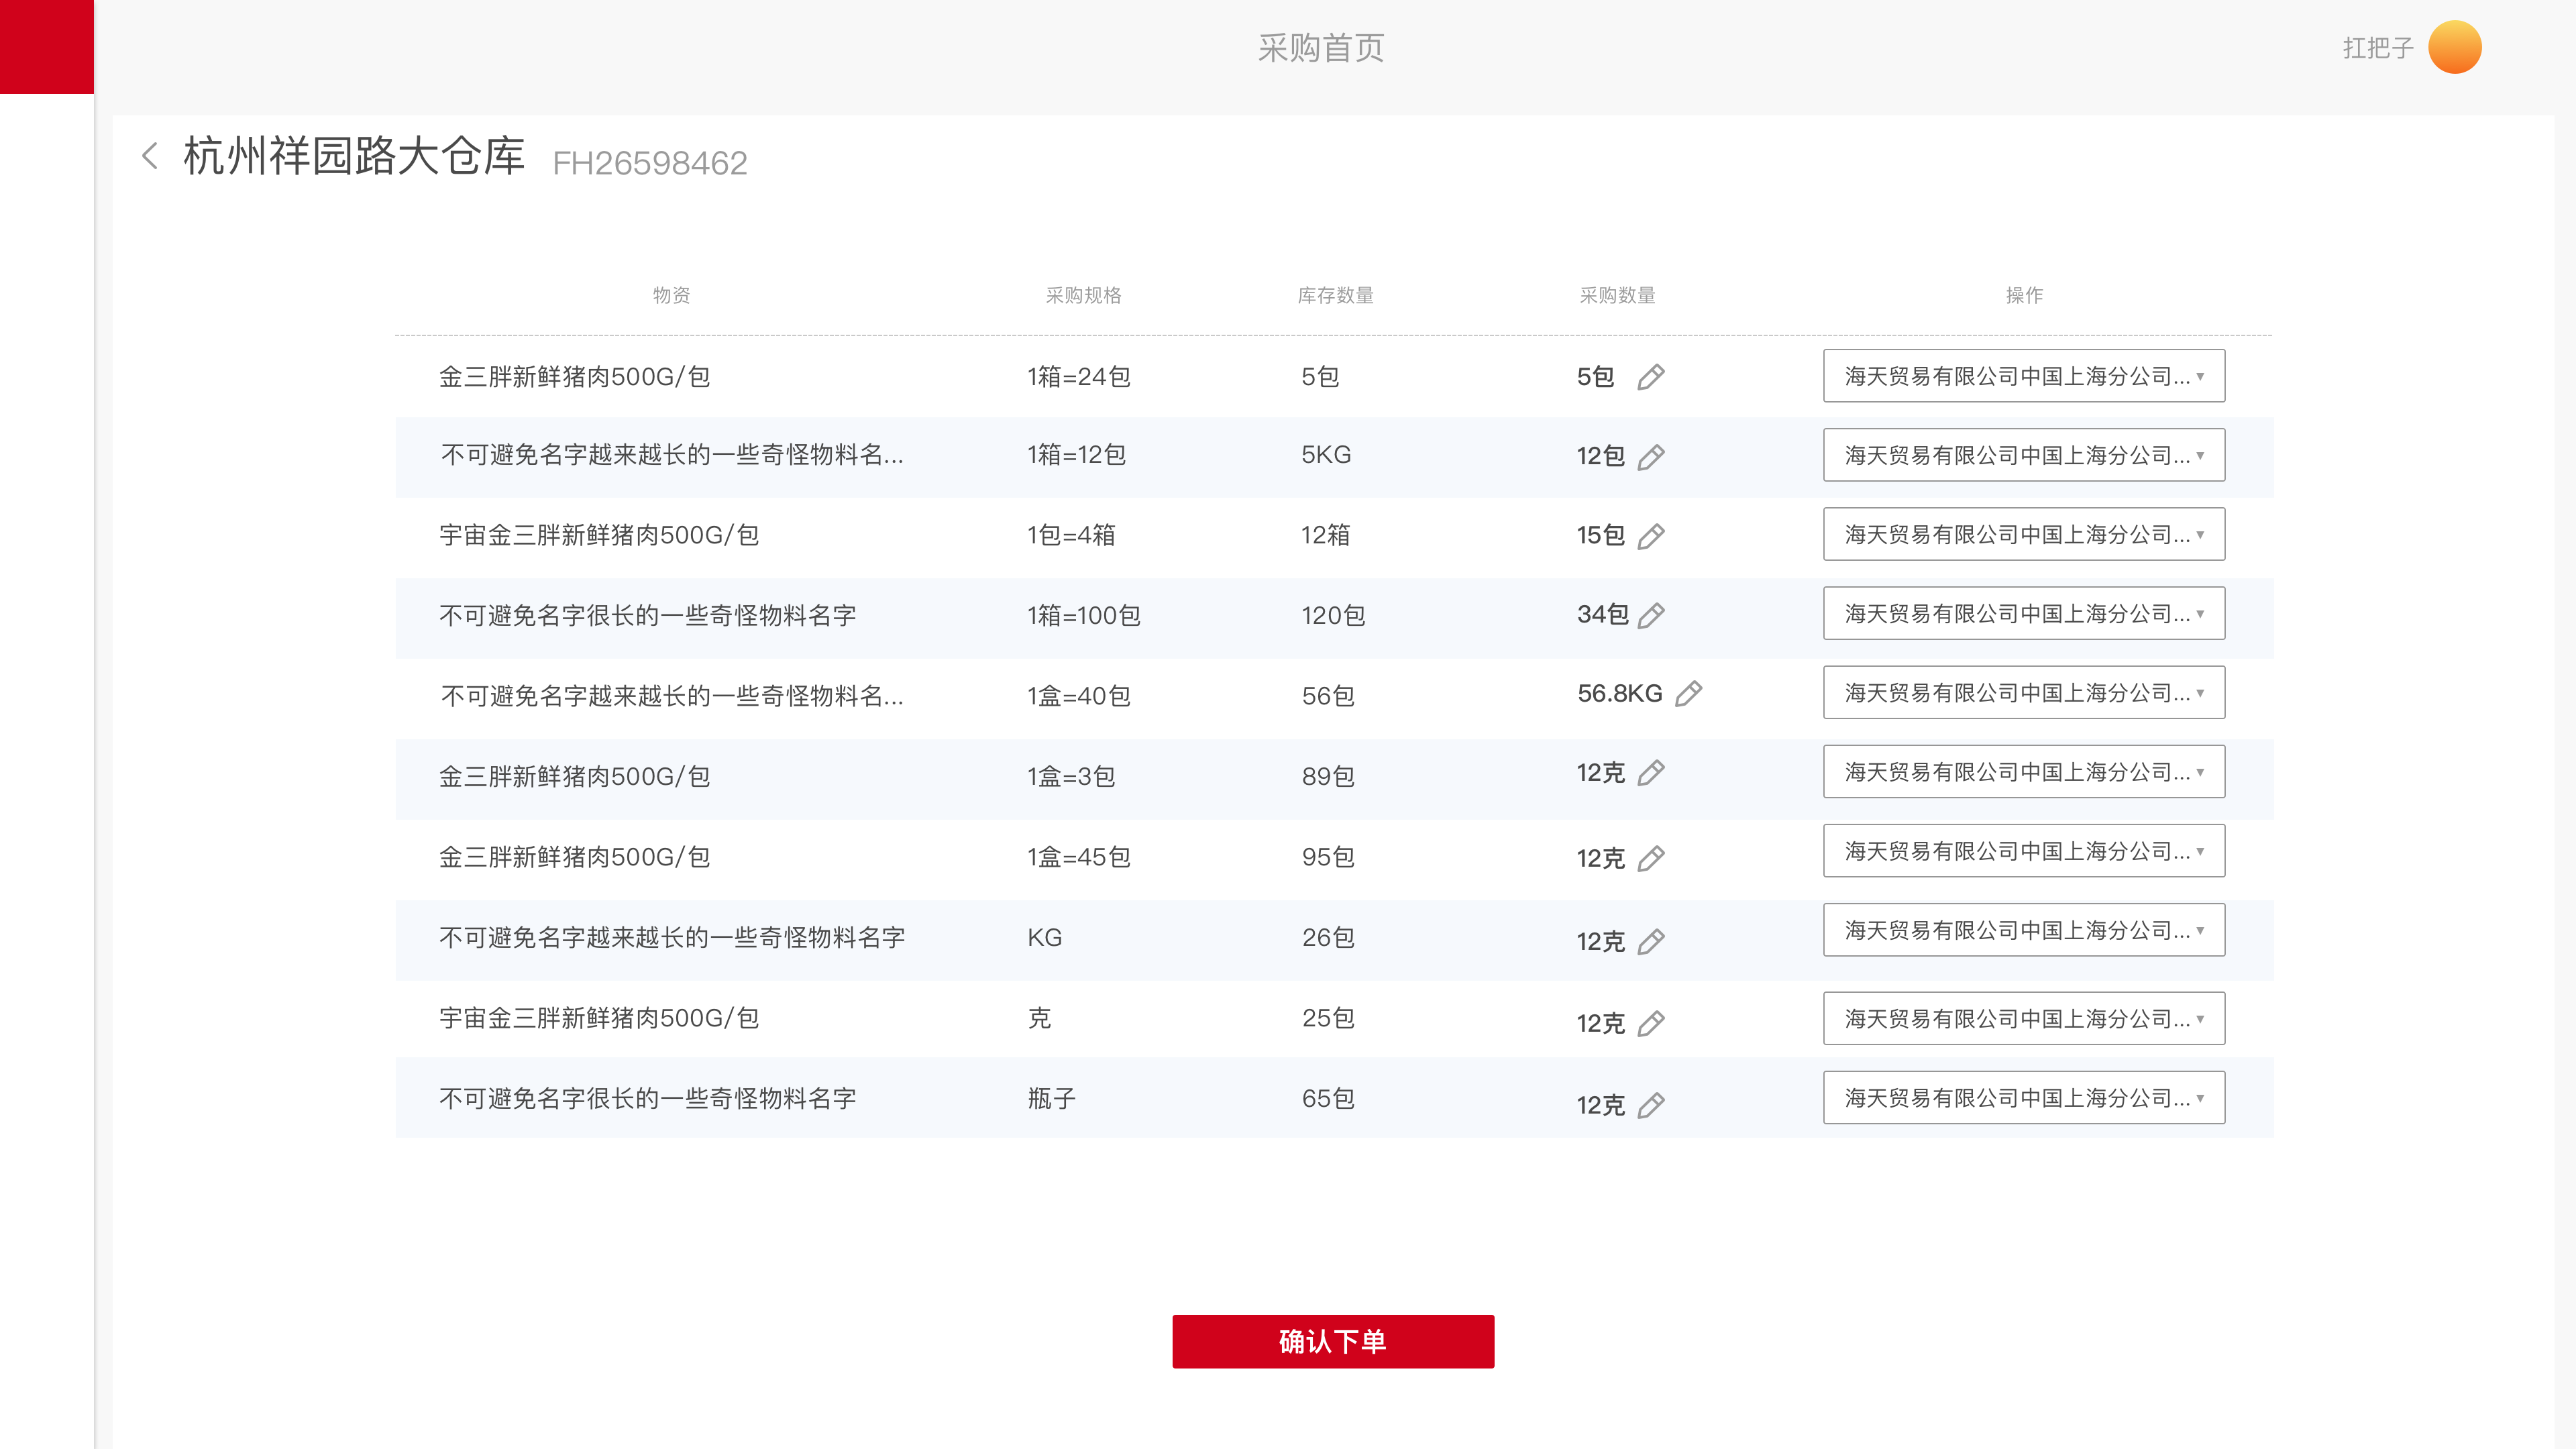 采购首页
扛把子
杭州祥园路大仓库 FH26598462
物资 采购规格 库存数量 采购数量 操作
金三胖新鲜猪肉500G/包 1箱=24包 5包 5包 海天贸易有限公司中国上海分公司...
不可避免名字越来越长的一些奇怪物料名... 1箱=12包 5KG 12包 海天贸易有限公司中国上海分公司...
宇宙金三胖新鲜猪肉500G/包 1包=4箱 12箱 15包 海天贸易有限公司中国上海分公司...
不可避免名字很长的一些奇怪物料名字 1箱=100包 120包 34包 海天贸易有限公司中国上海分公司...
不可避免名字越来越长的一些奇怪物料名... 1盒=40包 56包 56.8KG 海天贸易有限公司中国上海分公司...
金三胖新鲜猪肉500G/包 1盒=3包 89包 12克 海天贸易有限公司中国上海分公司...
金三胖新鲜猪肉500G/包 1盒=45包 95包 12克 海天贸易有限公司中国上海分公司...
不可避免名字越来越长的一些奇怪物料名字 KG 26包 12克 海天贸易有限公司中国上海分公司...
宇宙金三胖新鲜猪肉500G/包 克 25包 12克 海天贸易有限公司中国上海分公司...
不可避免名字很长的一些奇怪物料名字 瓶子 65包 12克 海天贸易有限公司中国上海分公司...
确认下单